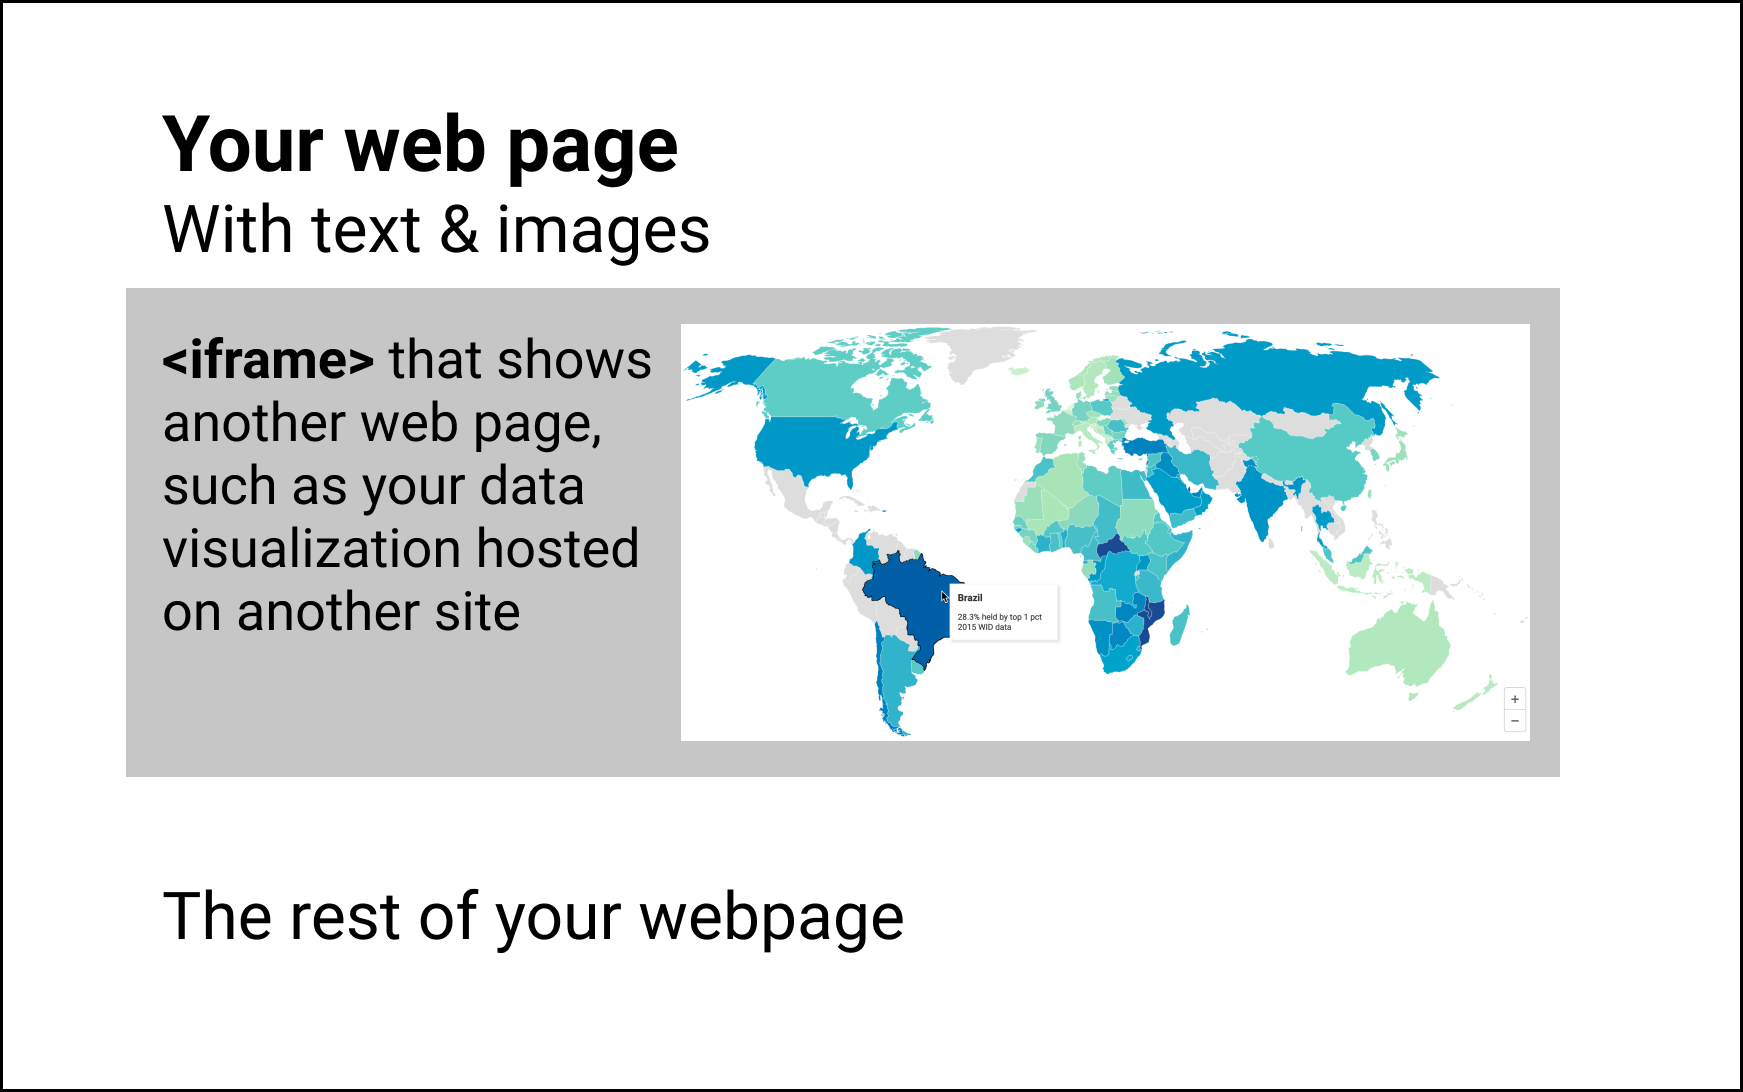 Your web page
With text & images
<iframe> that shows
another web page,
such as your data
visualization hosted
on another site
Brazil
28.3% held by top 1 pct
2015 WID data
+
−
The rest of your webpage